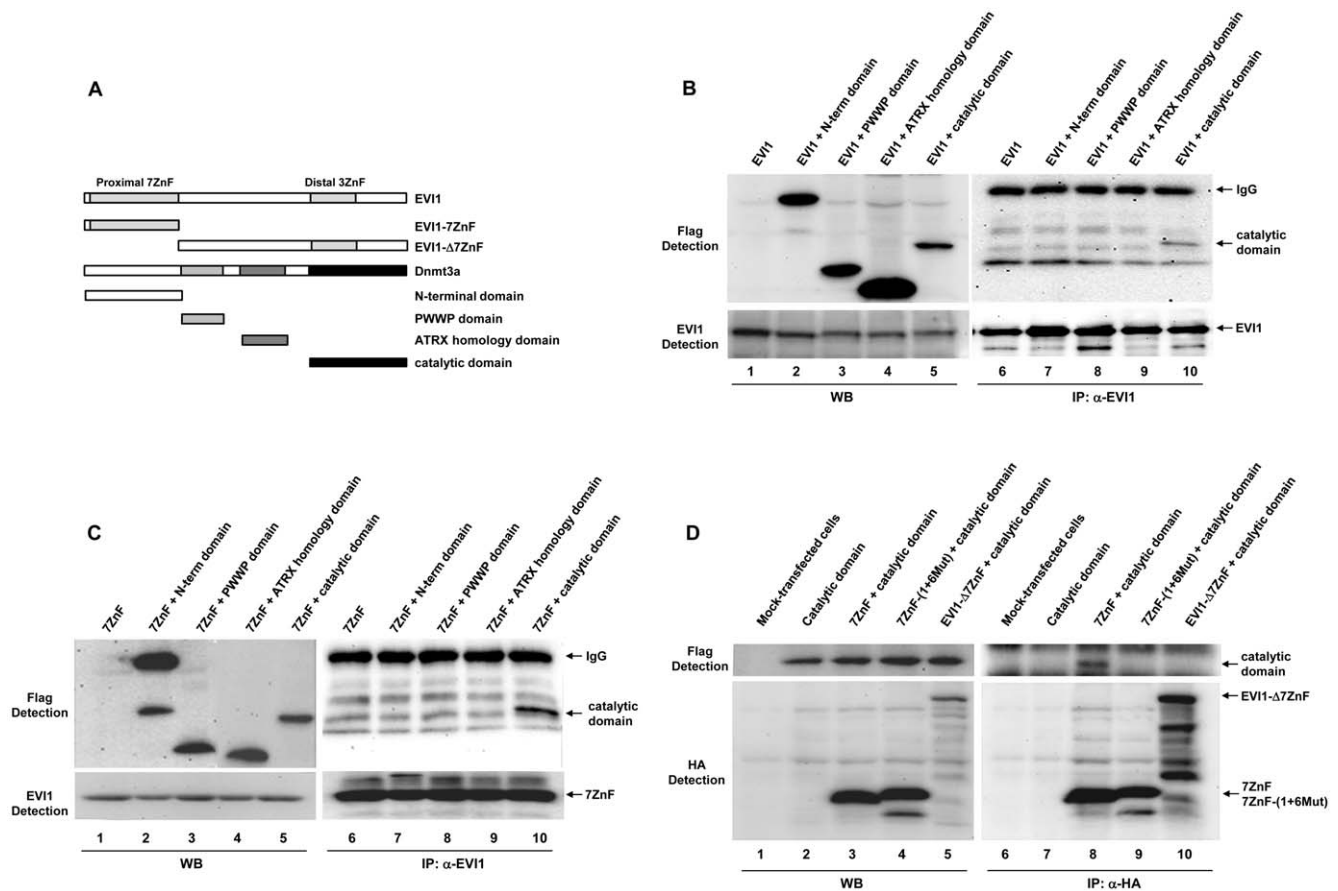 A
Proximal 7ZnF
Distal 3ZnF
EVI1
EVI1-7ZnF
EVI1-Δ7ZnF
Dnmt3a
N-terminal domain
PWWP domain
ATRX homology domain
catalytic domain
B
EVI1
EVI1 + N-term domain
EVI1 + PWWP domain
EVI1 + ATRX homology domain
EVI1 + catalytic domain
EVI1
EVI1 + N-term domain
EVI1 + PWWP domain
EVI1 + ATRX homology domain
EVI1 + catalytic domain
Flag
Detection
IgG
catalytic
domain
EVI1
Detection
EVI1
1 2 3 4 5 6 7 8 9 10
WB
IP: α-EVI1
C
7ZnF
7ZnF + N-term domain
7ZnF + PWWP domain
7ZnF + ATRX homology domain
7ZnF + catalytic domain
7ZnF
7ZnF + N-term domain
7ZnF + PWWP domain
7ZnF + ATRX homology domain
7ZnF + catalytic domain
Flag
Detection
IgG
catalytic
domain
EVI1
Detection
7ZnF
1 2 3 4 5 6 7 8 9 10
WB
IP: α-EVI1
D
Mock-transfected cells
Catalytic domain
7ZnF + catalytic domain
7ZnF-(1+6Mut) + catalytic domain
EVI1-Δ7ZnF + catalytic domain
Mock-transfected cells
Catalytic domain
7ZnF + catalytic domain
7ZnF-(1+6Mut) + catalytic domain
EVI1-Δ7ZnF + catalytic domain
Flag
Detection
catalytic
domain
EVI1-Δ7ZnF
HA
Detection
7ZnF
7ZnF-(1+6Mut)
1 2 3 4 5 6 7 8 9 10
WB
IP: α-HA